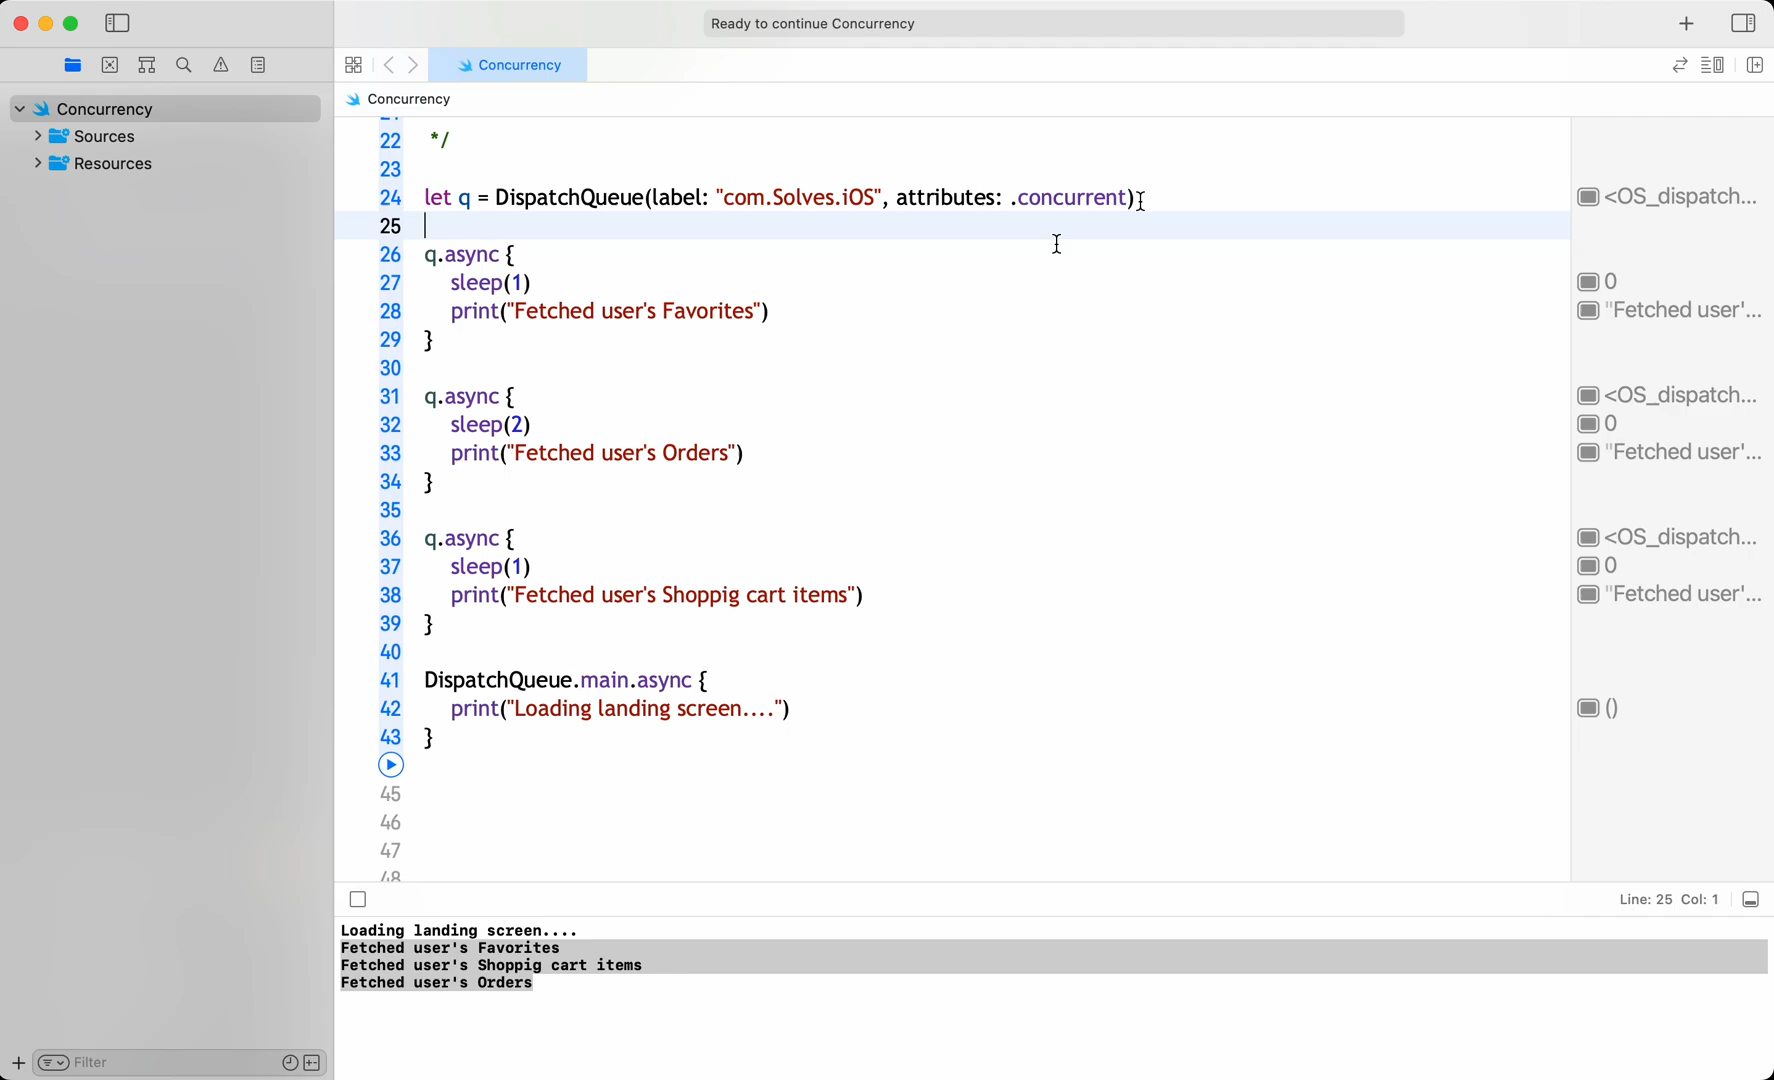 Ready to continue Concurrency
Concurrency
Concurrency
Concurrency
Sources
Resources
22 */
23
24 let q = DispatchQueue(label: "com.Solves.iOS", attributes: .concurrent)
<OS_dispatch...
25
26 q.async {
27 sleep(1)
0
28 print("Fetched user's Favorites")
"Fetched user'...
29 }
30
31 q.async {
<OS_dispatch...
32 sleep(2)
0
33 print("Fetched user's Orders")
"Fetched user'...
34 }
35
36 q.async {
<OS_dispatch...
37 sleep(1)
0
38 print("Fetched user's Shoppig cart items")
"Fetched user'...
39 }
40
41 DispatchQueue.main.async {
42 print("Loading landing screen....")
()
43 }
45
46
47
48
Line: 25 Col: 1
Loading landing screen....
Fetched user's Favorites
Fetched user's Shoppig cart items
Fetched user's Orders
Filter